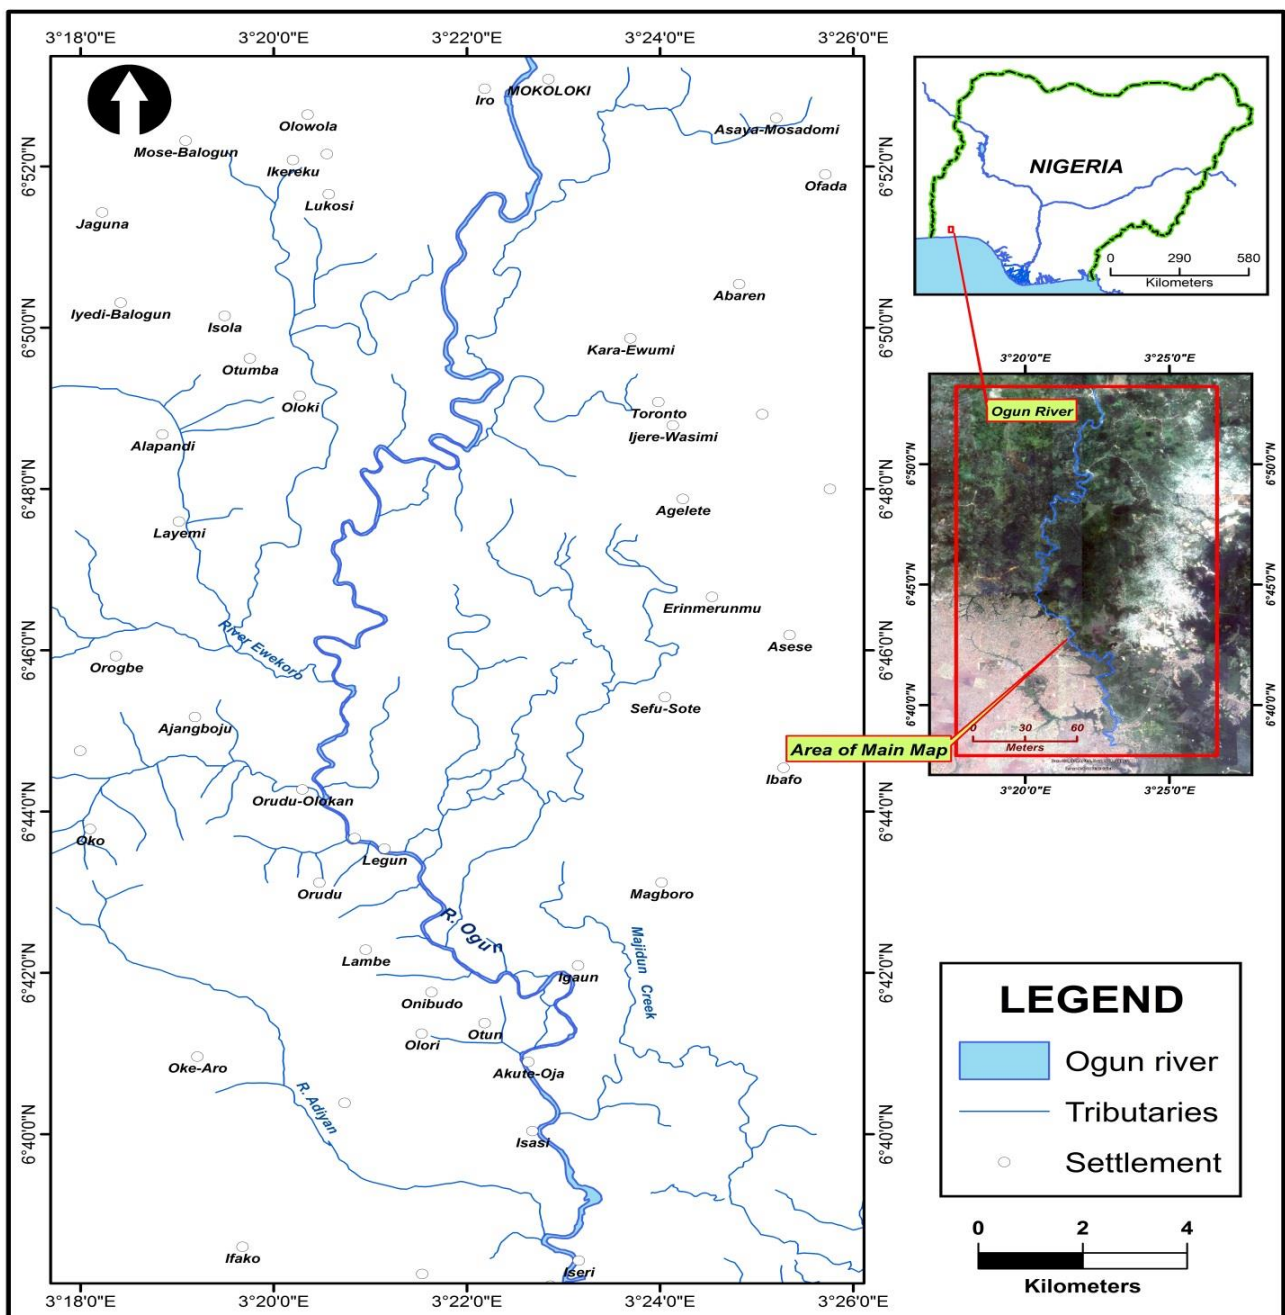 3°18'0"E 3°20'0"E 3°22'0"E 3°24'0"E 3°26'0"E
MOKOLOKI
Iro
Olowola
Asaya-Mosadomi
Mose-Balogun
6°52'0"N
6°52'0"N
Ikereku
Ofada
Lukosi
Jaguna
Abaren
Iyedi-Balogun
Isola
6°50'0"N
6°50'0"N
Kara-Ewumi
Otumba
Oloki
Toronto
Ijere-Wasimi
Alapandi
6°48'0"N
6°48'0"N
Agelete
Layemi
Erinmerunmu
River Ewekoro
Asese
6°46'0"N
6°46'0"N
Orogbe
Sefu-Sote
Ajangboju
Ibafo
Orudu-Olokan
6°44'0"N
6°44'0"N
Oko
Legun
Orudu
Magboro
R. Ogun
Majidun Creek
Lambe
Igaun
6°42'0"N
6°42'0"N
Onibudo
Otun
Olori
Oke-Aro
Akute-Oja
R. Adiyan
Isasi
6°40'0"N
6°40'0"N
Ifako
Iseri
3°18'0"E 3°20'0"E 3°22'0"E 3°24'0"E 3°26'0"E
NIGERIA
0 290 580
Kilometers
3°20'0"E 3°25'0"E
Ogun River
6°50'0"N
6°50'0"N
6°45'0"N
6°45'0"N
6°40'0"N
6°40'0"N
Area of Main Map
0 30 60
Meters
3°20'0"E 3°25'0"E
LEGEND
Ogun river
Tributaries
Settlement
0 2 4
Kilometers